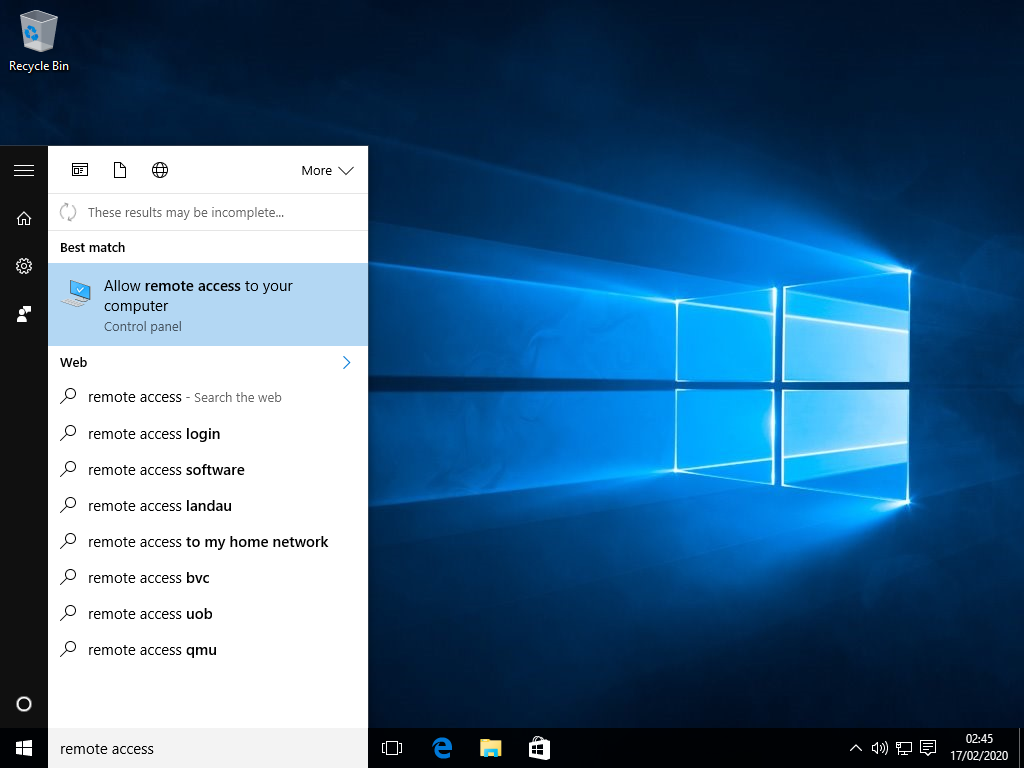 Recycle Bin
More
These results may be incomplete...
Best match
Allow remote access to your
computer
Control panel
Web
remote access - Search the web
remote access login
remote access software
remote access landau
remote access to my home network
remote access bvc
remote access uob
remote access qmu
remote access
02:45
17/02/2020